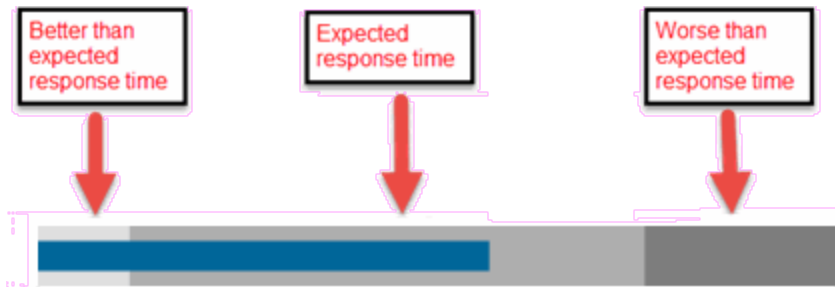 Better than
expected
response time
Expected
response time
Worse than
expected
response time